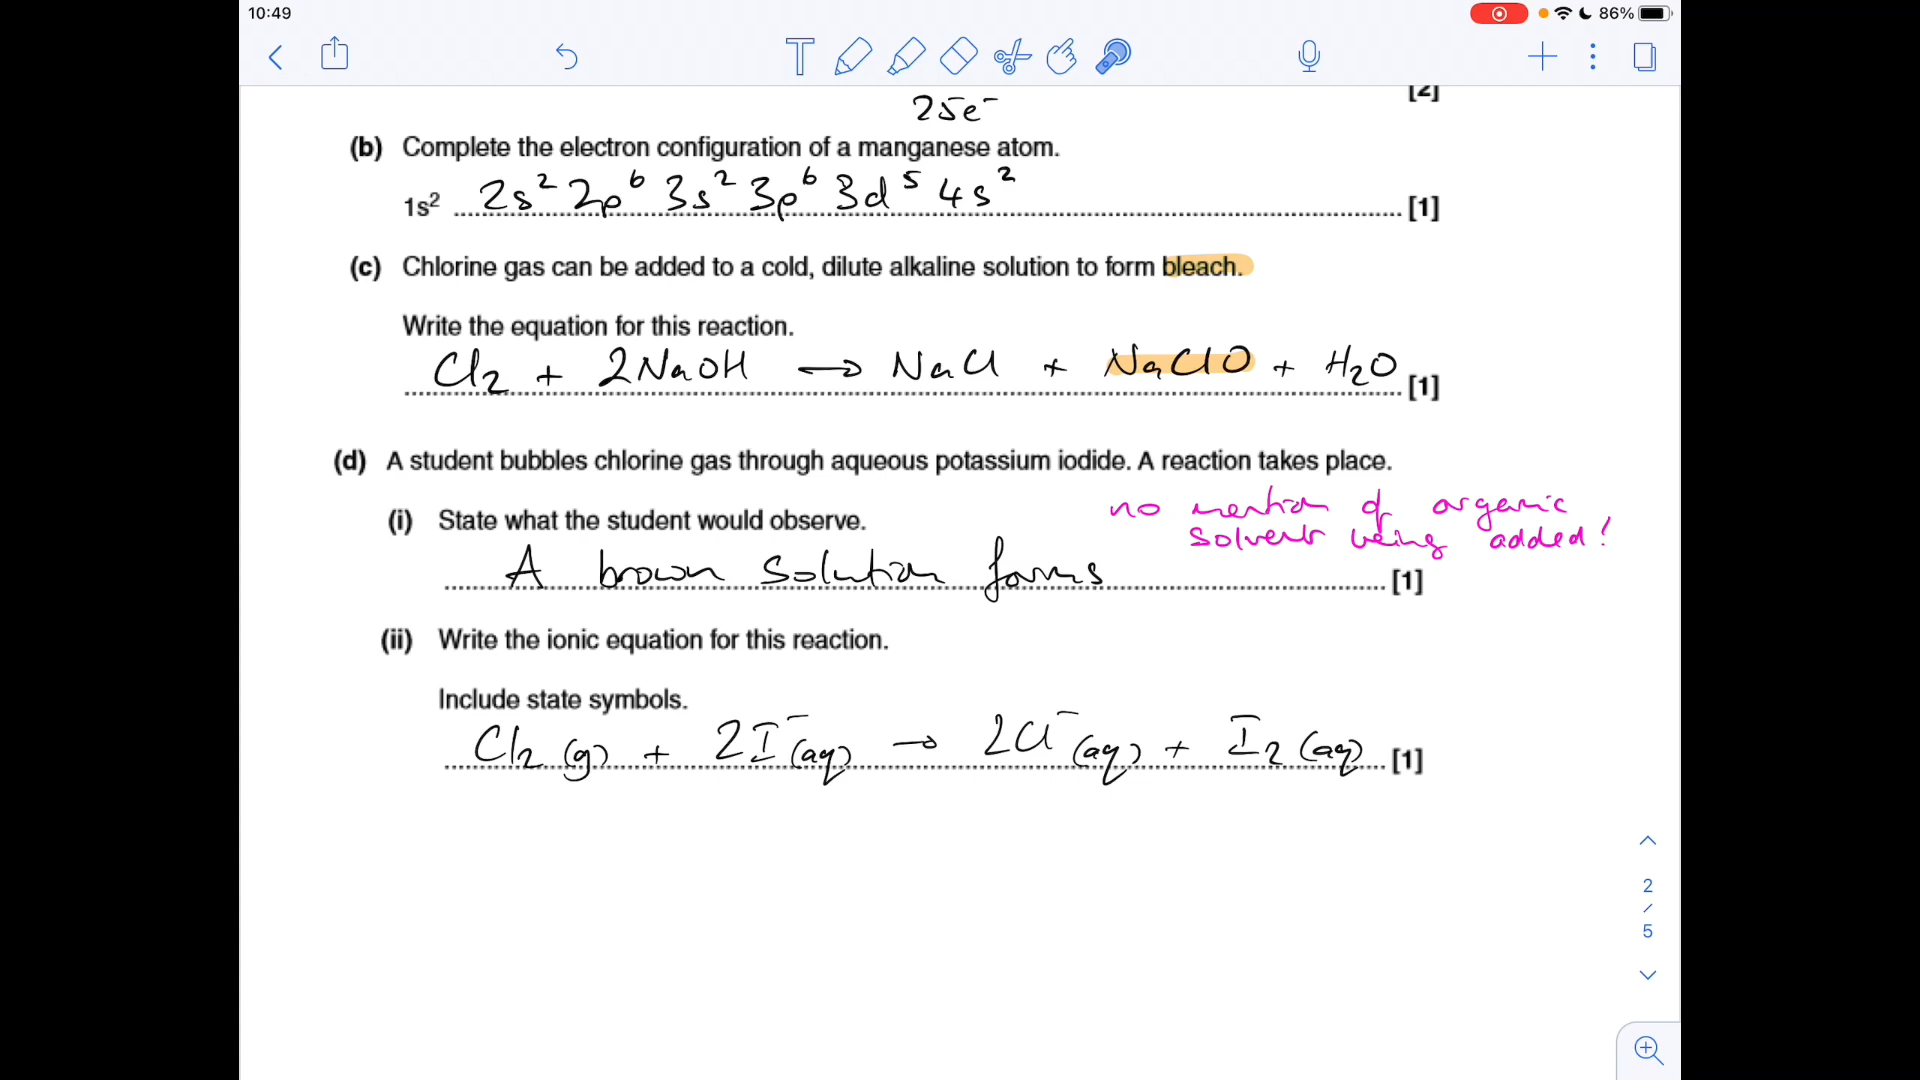 10:49
86%
T
[2]
25e⁻
(b) Complete the electron configuration of a manganese atom.
1s² 2s² 2p⁶ 3s² 3p⁶ 3d⁵ 4s² [1]
(c) Chlorine gas can be added to a cold, dilute alkaline solution to form bleach.
Write the equation for this reaction.
Cl₂ + 2NaOH → NaCl + NaClO + H₂O [1]
(d) A student bubbles chlorine gas through aqueous potassium iodide. A reaction takes place.
no mention of organic
(i) State what the student would observe.
solvent being added!
A brown solution forms [1]
(ii) Write the ionic equation for this reaction.
Include state symbols.
Cl₂ (g) + 2I⁻ (aq) → 2Cl⁻ (aq) + I₂ (aq) [1]
2
/
5